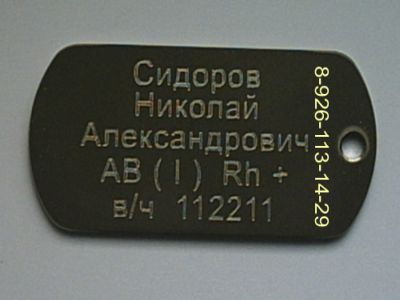 Сидоров
Николай
Александрович
АВ ( I ) Rh +
в/ч 112211
8-926-113-14-29